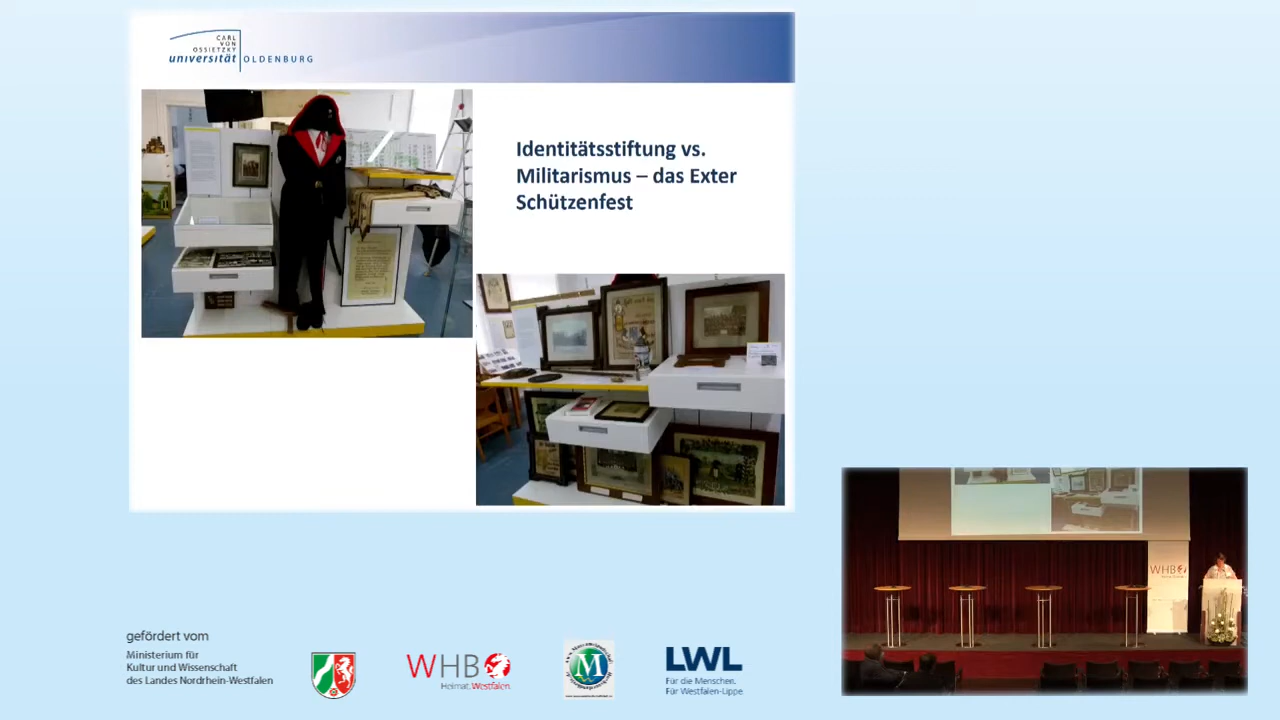 CARL
VON
OSSIETZKY
universität OLDENBURG
Identitätsstiftung vs.
Militarismus – das Exter
Schützenfest
WHB
gefördert vom
Ministerium für
Kultur und Wissenschaft
des Landes Nordrhein-Westfalen
WHB
Heimat. Westfalen.
M
LWL
Für die Menschen.
Für Westfalen-Lippe.